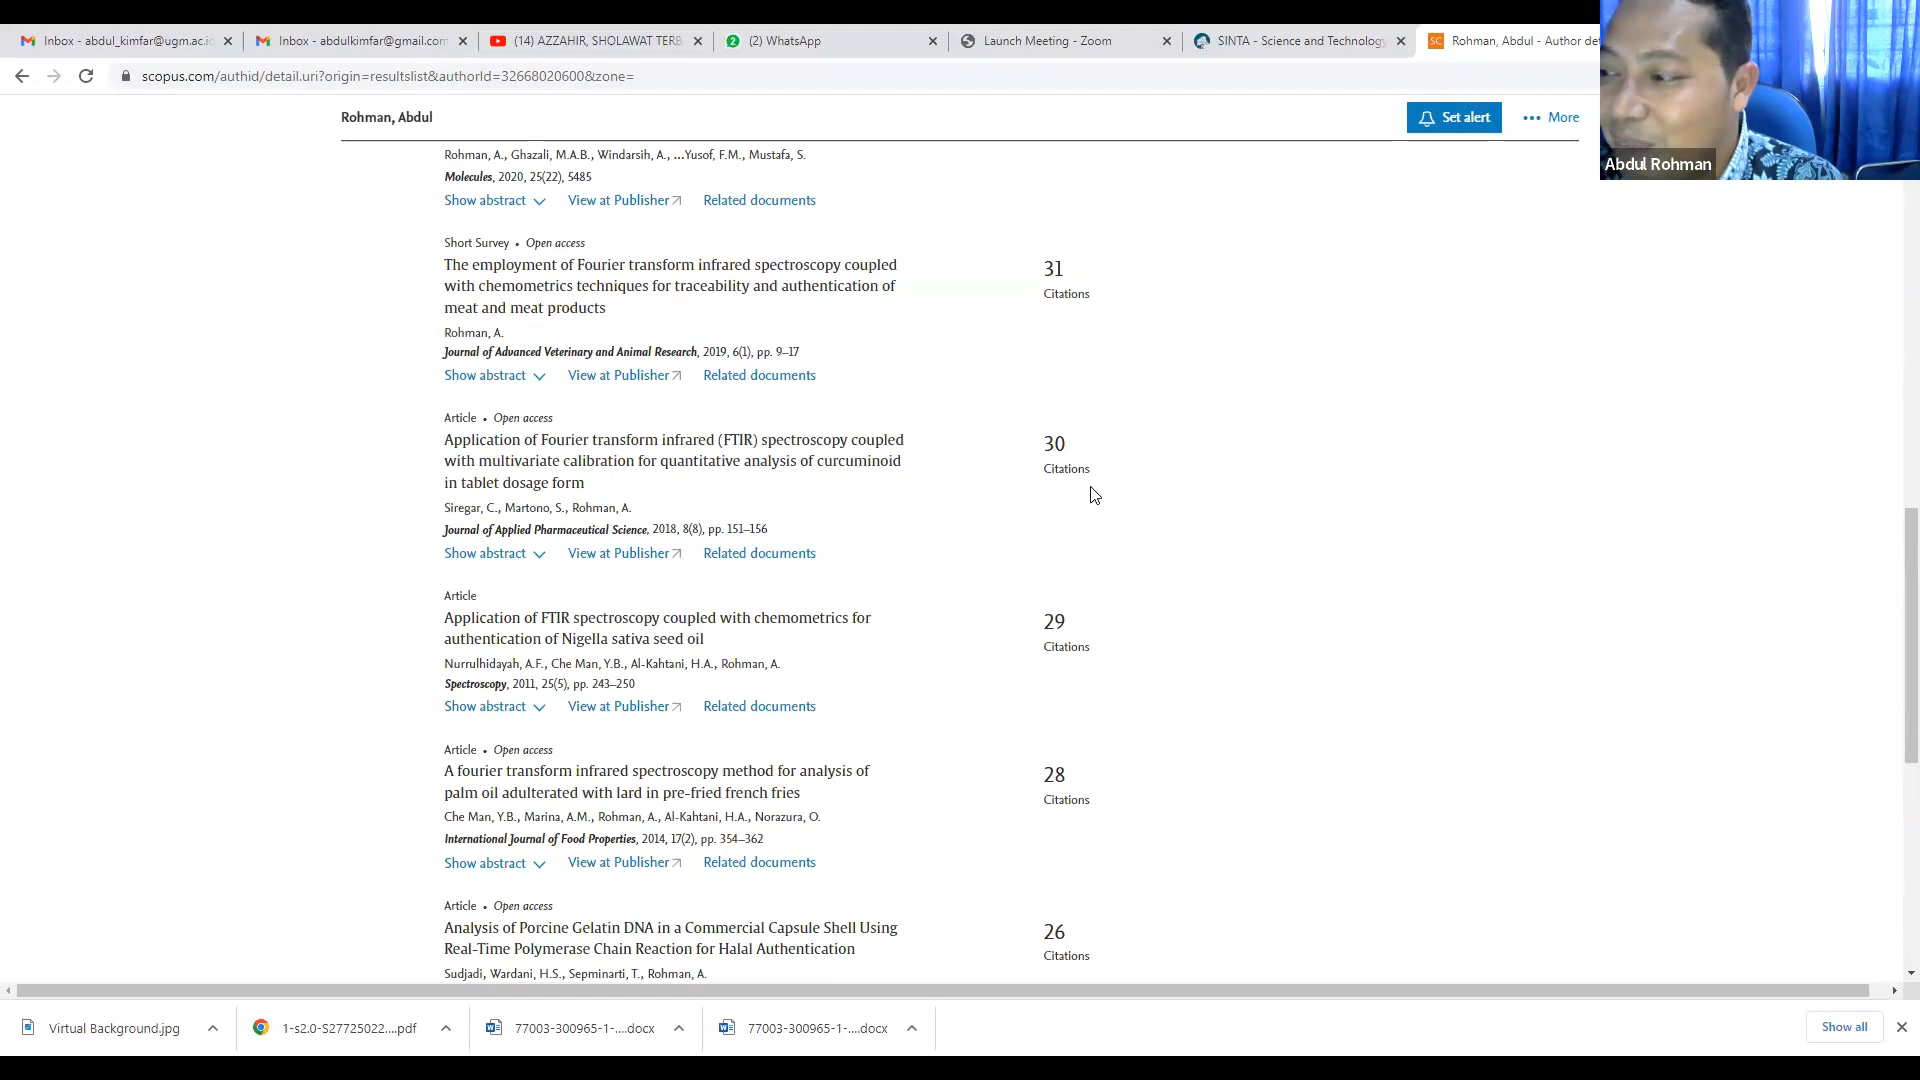 Inbox - abdul_kimfar@ugm.ac.id
Inbox - abdulkimfar@gmail.com
(14) AZZAHIR, SHOLAWAT TERB
(2) WhatsApp
Launch Meeting - Zoom
SINTA - Science and Technology
Rohman, Abdul - Author det
scopus.com/authid/detail.uri?origin=resultslist&authorId=32668020600&zone=
Rohman, Abdul
Set alert
More
Abdul Rohman
Rohman, A., Ghazali, M.A.B., Windarsih, A., ...Yusof, F.M., Mustafa, S.
Molecules, 2020, 25(22), 5485
Show abstract View at Publisher Related documents
Short Survey • Open access
The employment of Fourier transform infrared spectroscopy coupled
with chemometrics techniques for traceability and authentication of
meat and meat products
31
Citations
Rohman, A.
Journal of Advanced Veterinary and Animal Research, 2019, 6(1), pp. 9–17
Show abstract View at Publisher Related documents
Article • Open access
Application of Fourier transform infrared (FTIR) spectroscopy coupled
with multivariate calibration for quantitative analysis of curcuminoid
in tablet dosage form
30
Citations
Siregar, C., Martono, S., Rohman, A.
Journal of Applied Pharmaceutical Science, 2018, 8(8), pp. 151–156
Show abstract View at Publisher Related documents
Article
Application of FTIR spectroscopy coupled with chemometrics for
authentication of Nigella sativa seed oil
29
Citations
Nurrulhidayah, A.F., Che Man, Y.B., Al-Kahtani, H.A., Rohman, A.
Spectroscopy, 2011, 25(5), pp. 243–250
Show abstract View at Publisher Related documents
Article • Open access
A fourier transform infrared spectroscopy method for analysis of
palm oil adulterated with lard in pre-fried french fries
28
Citations
Che Man, Y.B., Marina, A.M., Rohman, A., Al-Kahtani, H.A., Norazura, O.
International Journal of Food Properties, 2014, 17(2), pp. 354–362
Show abstract View at Publisher Related documents
Article • Open access
Analysis of Porcine Gelatin DNA in a Commercial Capsule Shell Using
Real-Time Polymerase Chain Reaction for Halal Authentication
26
Citations
Sudjadi, Wardani, H.S., Sepminarti, T., Rohman, A.
Virtual Background.jpg
1-s2.0-S27725022....pdf
77003-300965-1-....docx
77003-300965-1-....docx
Show all